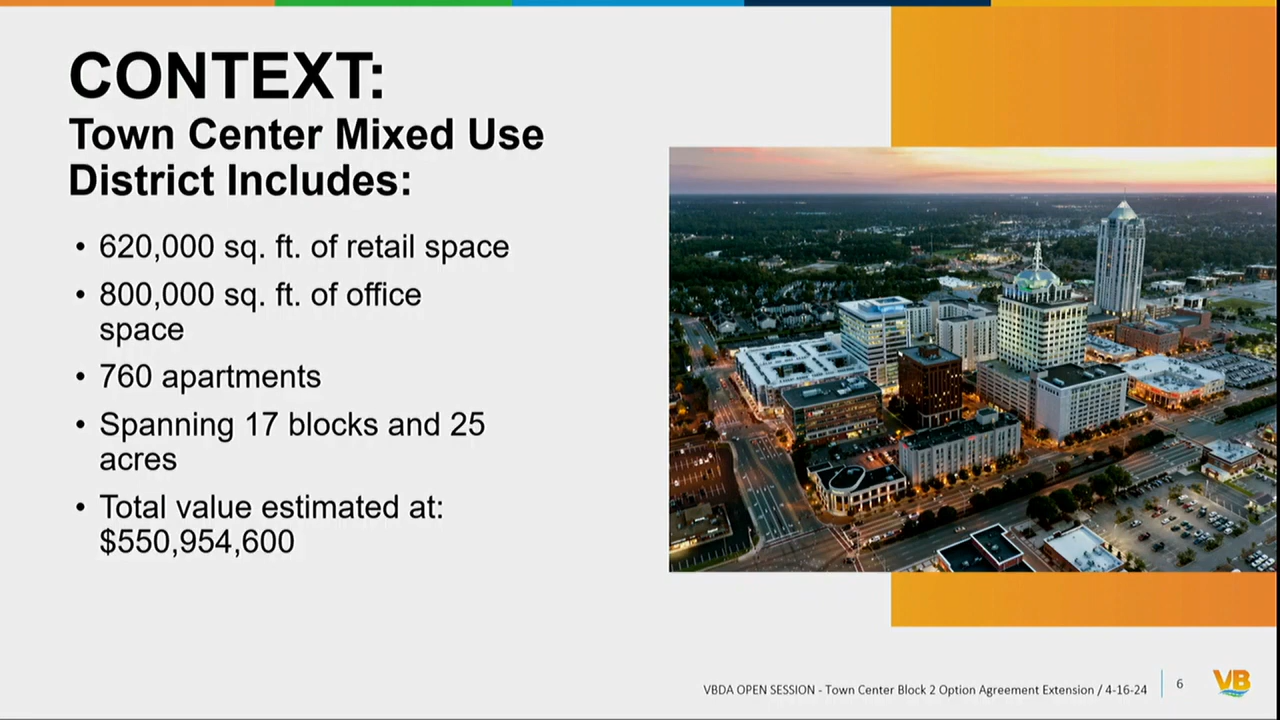 CONTEXT:
Town Center Mixed Use
District Includes:
• 620,000 sq. ft. of retail space
• 800,000 sq. ft. of office
space
• 760 apartments
• Spanning 17 blocks and 25
acres
• Total value estimated at:
$550,954,600
VBDA OPEN SESSION - Town Center Block 2 Option Agreement Extension / 4-16-24
6
VB